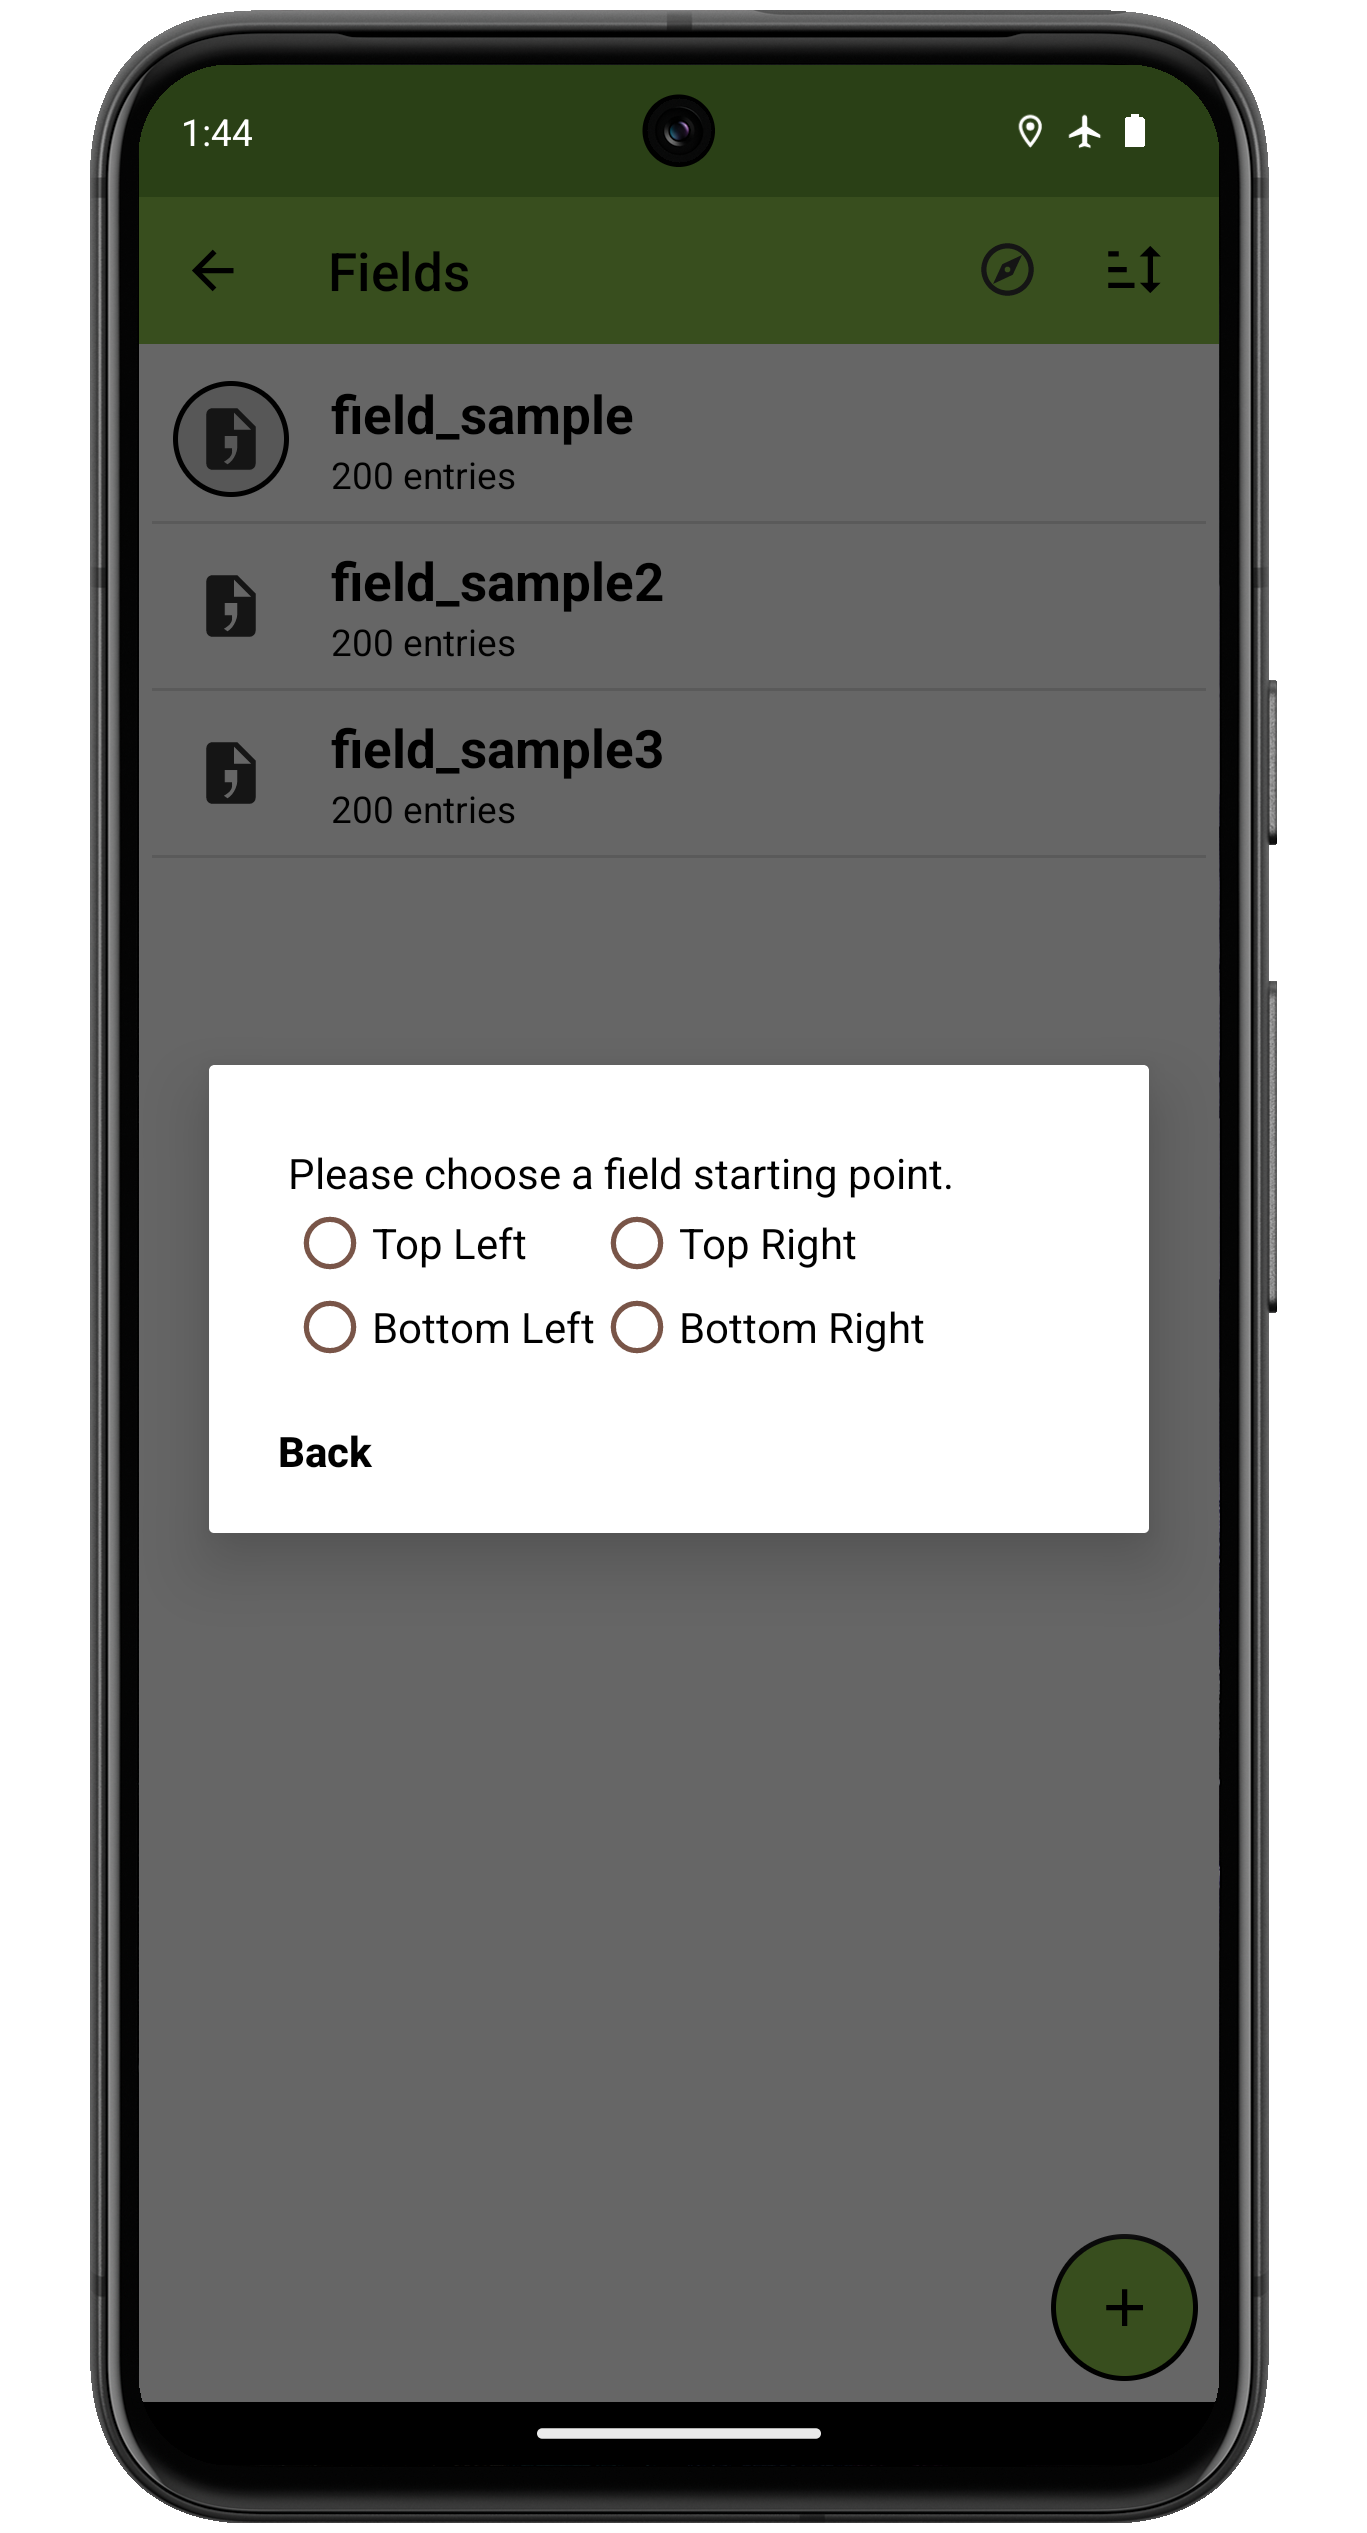 1:44
Fields
field_sample
200 entries
field_sample2
200 entries
field_sample3
200 entries
Please choose a field starting point.
Top Left Top Right
Bottom Left Bottom Right
Back